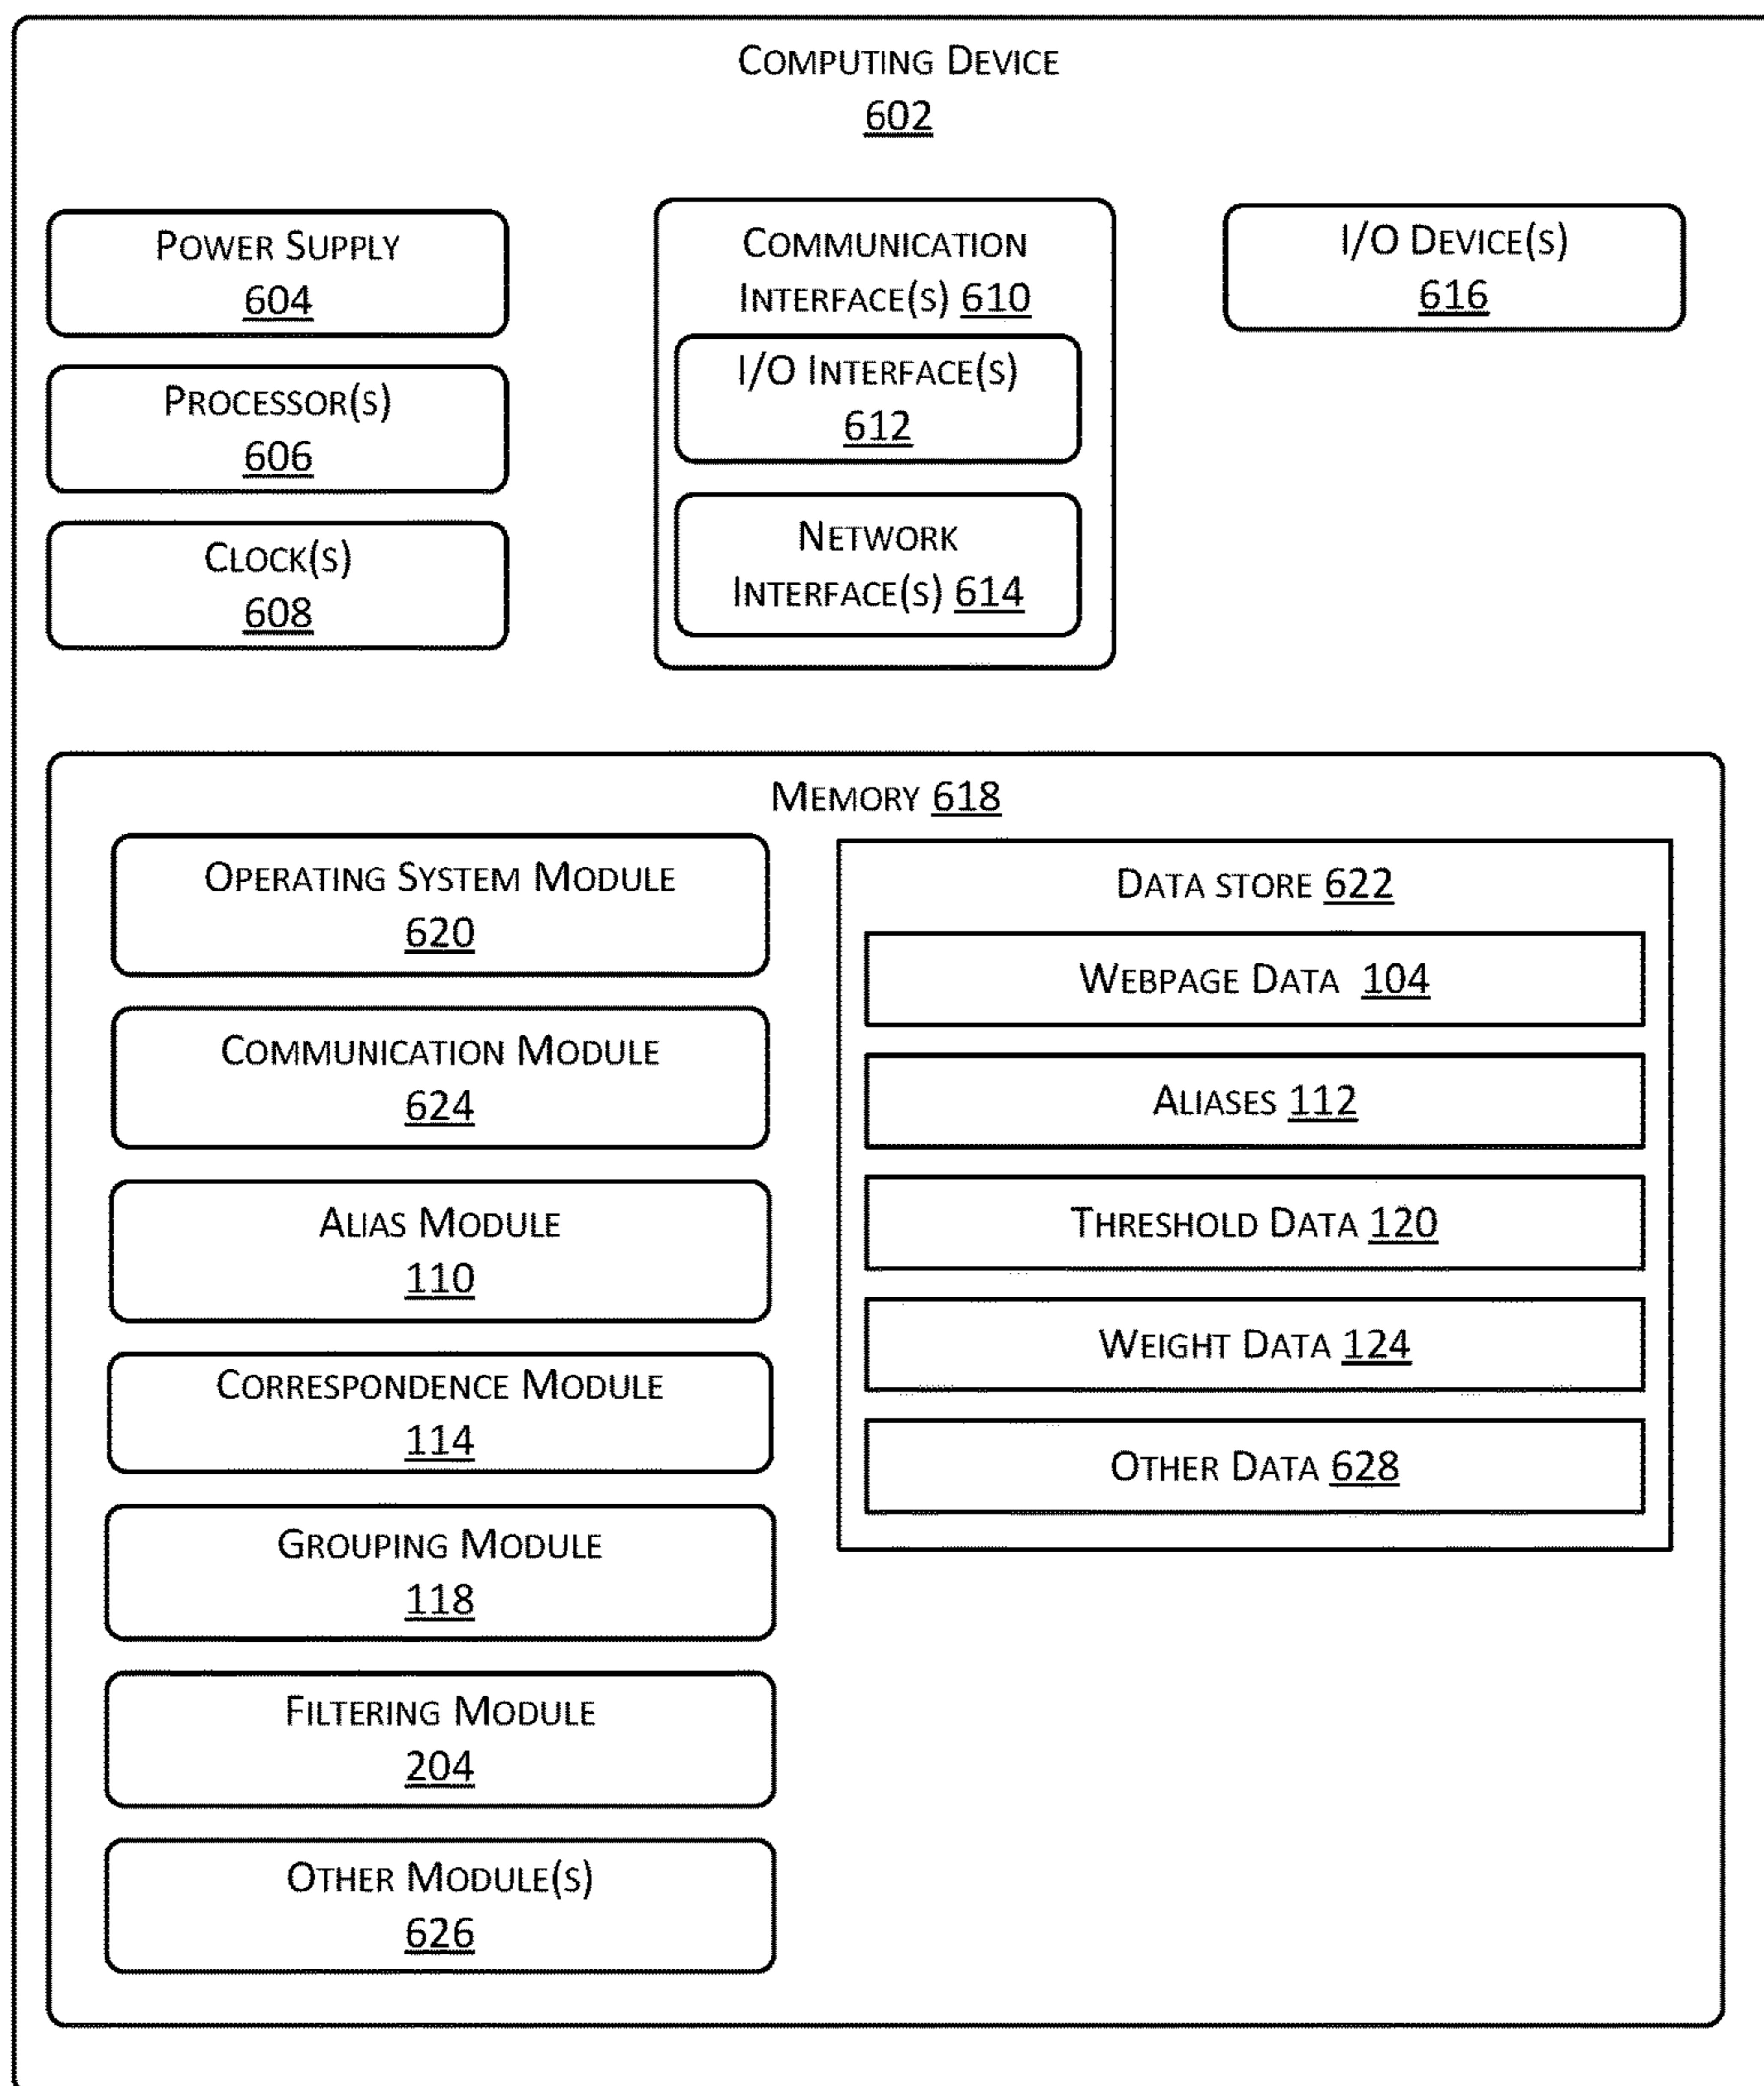 COMPUTING DEVICE
602
POWER SUPPLY
604
PROCESSOR(S)
606
CLOCK(S)
608
COMMUNICATION
INTERFACE(S) 610
I/O INTERFACE(S)
612
NETWORK
INTERFACE(S) 614
I/O DEVICE(S)
616
MEMORY 618
OPERATING SYSTEM MODULE
620
COMMUNICATION MODULE
624
ALIAS MODULE
110
CORRESPONDENCE MODULE
114
GROUPING MODULE
118
FILTERING MODULE
204
OTHER MODULE(S)
626
DATA STORE 622
WEBPAGE DATA 104
ALIASES 112
THRESHOLD DATA 120
WEIGHT DATA 124
OTHER DATA 628